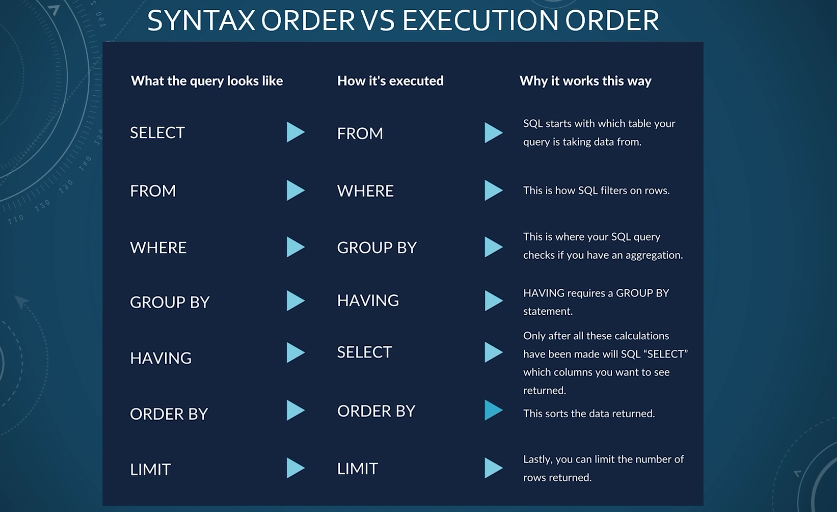 SYNTAX ORDER VS EXECUTION ORDER
What the query looks like
How it's executed
Why it works this way
SELECT
FROM
SQL starts with which table your
query is taking data from.
FROM
WHERE
This is how SQL filters on rows.
WHERE
GROUP BY
This is where your SQL query
checks if you have an aggregation.
GROUP BY
HAVING
HAVING requires a GROUP BY
statement.
HAVING
SELECT
Only after all these calculations
have been made will SQL "SELECT"
which columns you want to see
returned.
ORDER BY
ORDER BY
This sorts the data returned.
LIMIT
LIMIT
Lastly, you can limit the number of
rows returned.
110
130
140